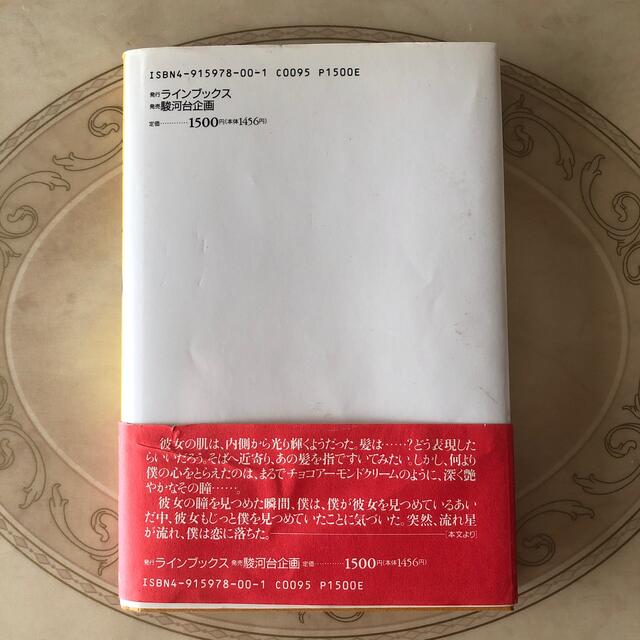 ISBN4-915978-00-1 C0095 P1500E
発行 ラインブックス
発売 駿河台企画
定価…………1500円(本体1456円)
彼女の肌は、内側から光り輝くようだった。髪は……?どう表現した
らいいだろう。そばへ近寄り、あの髪を指ですいてみたい。しかし、何より
僕の心をとらえたのは、まるでチョコアーモンドクリームのように、深く艶
やかなその瞳……。
彼女の瞳を見つめた瞬間、僕は、僕が彼女を見つめているあい
だ中、彼女もじっと僕を見つめていたことに気づいた。突然、流れ星
が流れ、僕は恋に落ちた。――――[本文より]
発行 ラインブックス 発売 駿河台企画 定価…………1500円(本体1456円)
ISBN4-915978-00-1 C0095 P1500E